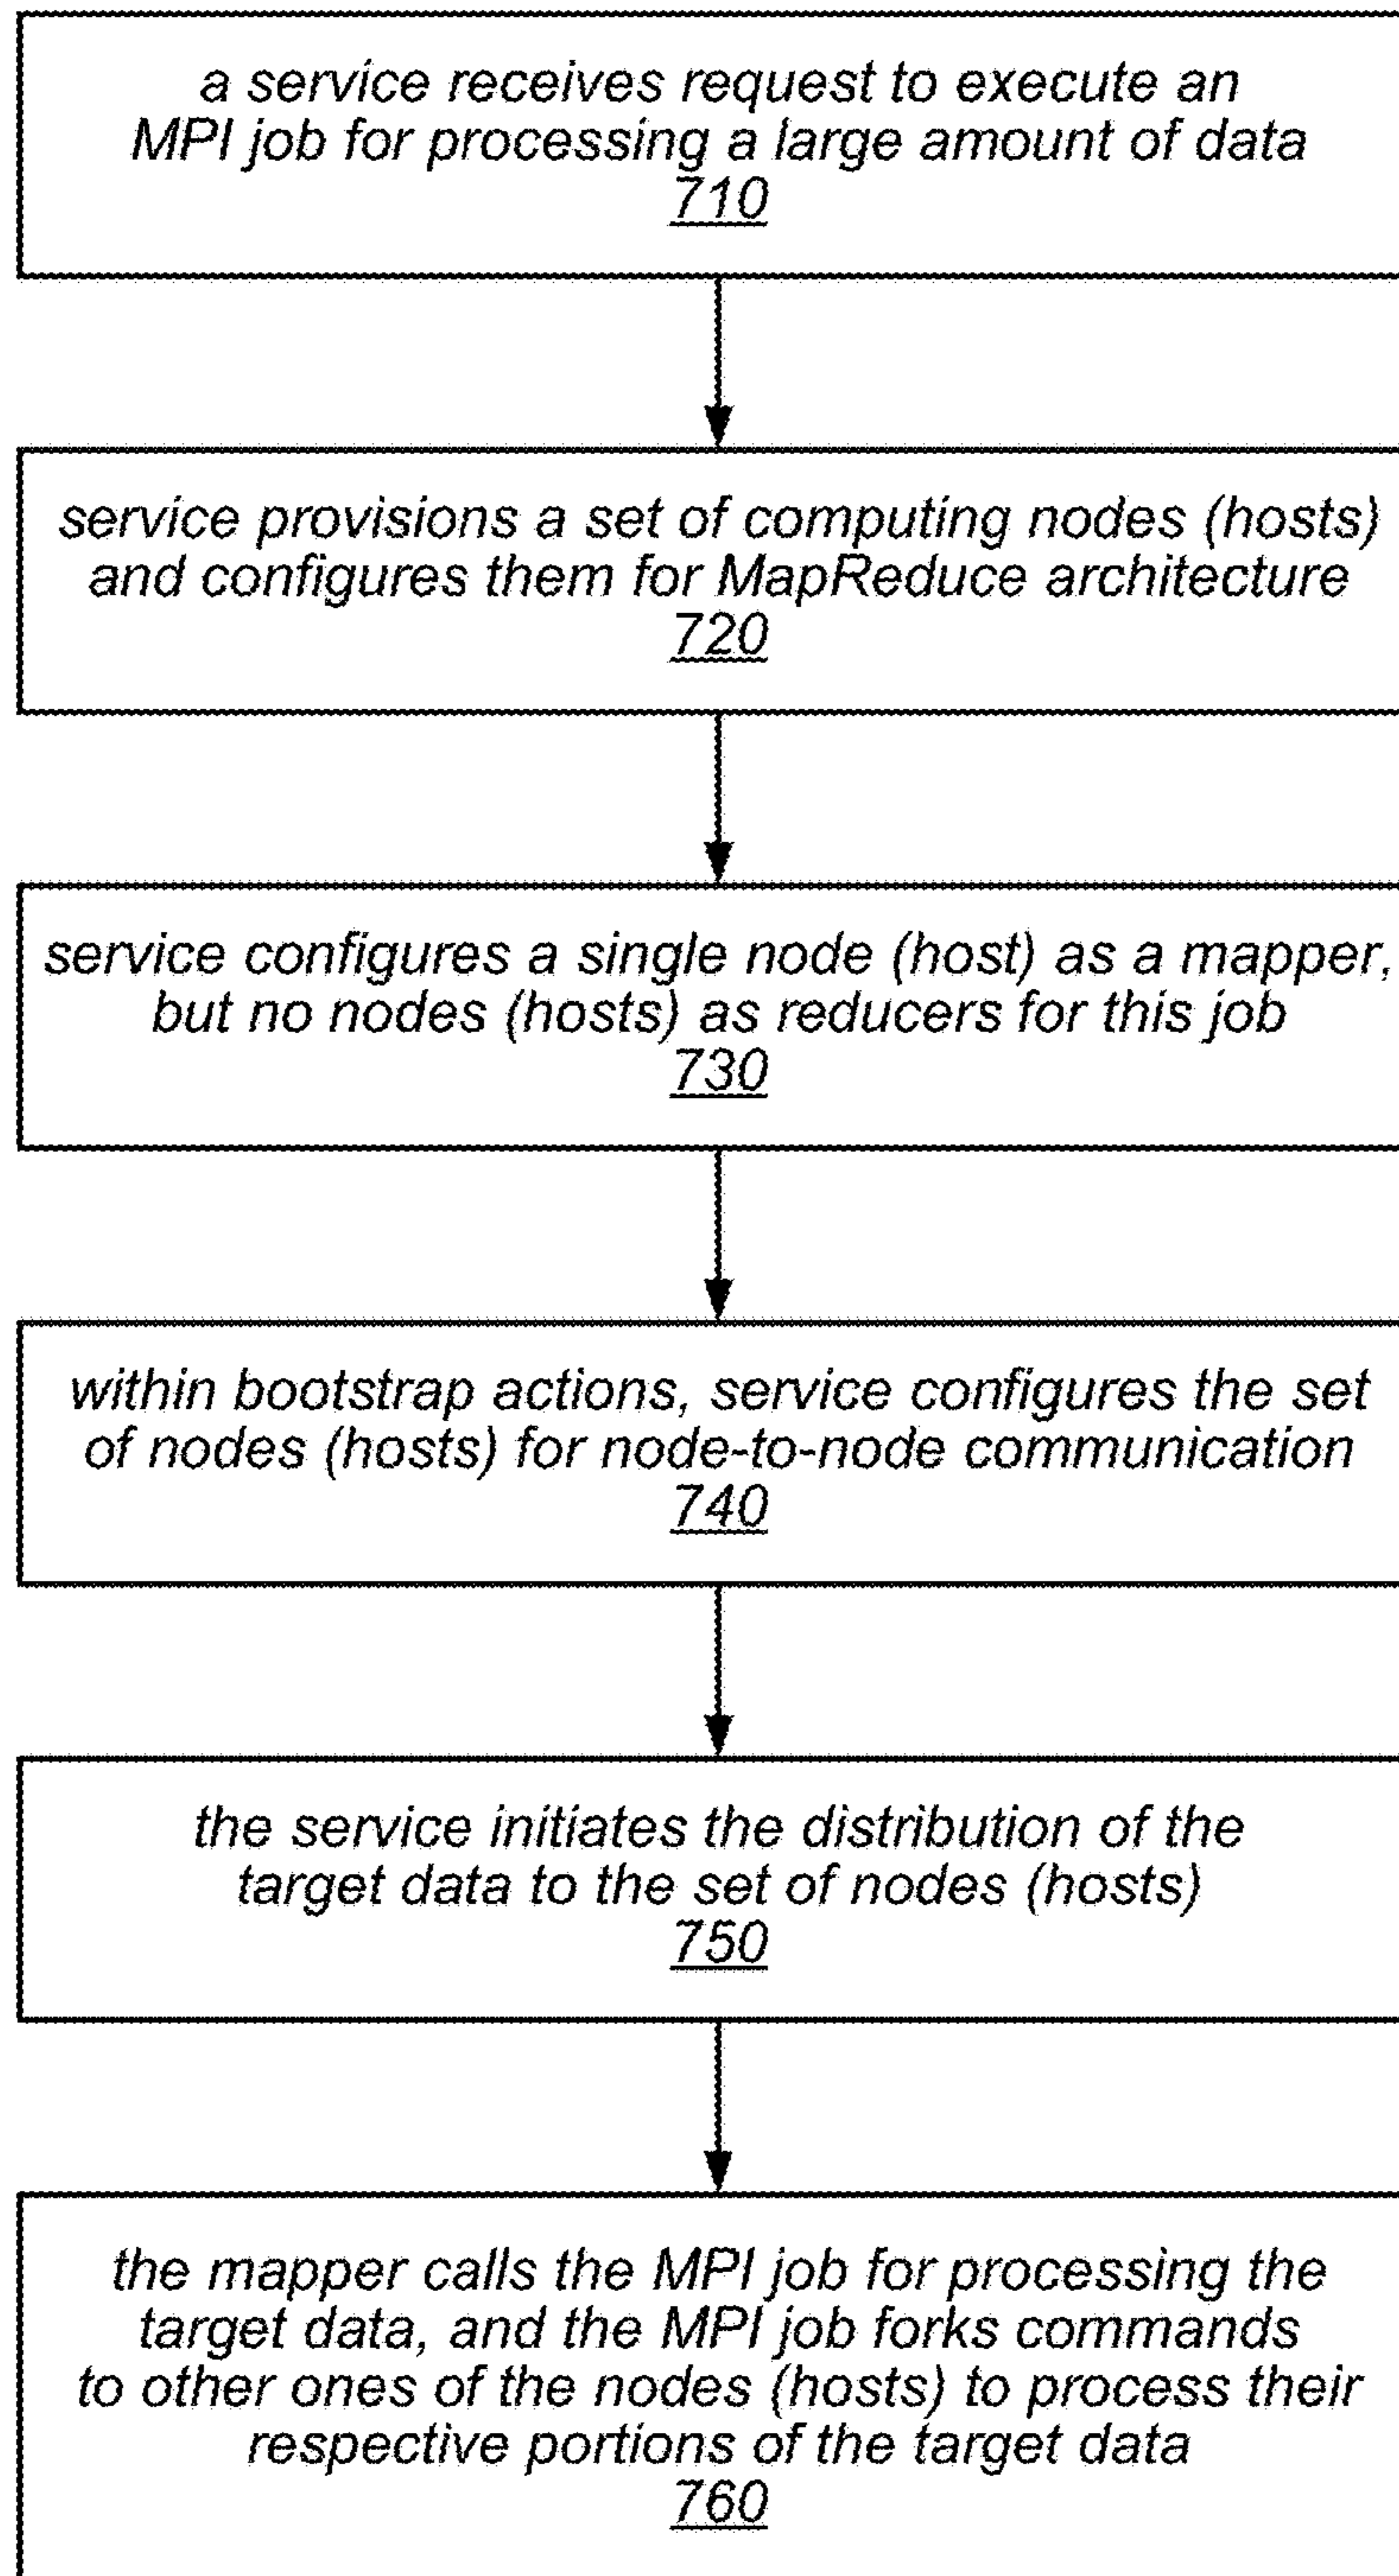 a service receives request to execute an
MPI job for processing a large amount of data
710
service provisions a set of computing nodes (hosts)
and configures them for MapReduce architecture
720
service configures a single node (host) as a mapper,
but no nodes (hosts) as reducers for this job
730
within bootstrap actions, service configures the set
of nodes (hosts) for node-to-node communication
740
the service initiates the distribution of the
target data to the set of nodes (hosts)
750
the mapper calls the MPI job for processing the
target data, and the MPI job forks commands
to other ones of the nodes (hosts) to process their
respective portions of the target data
760